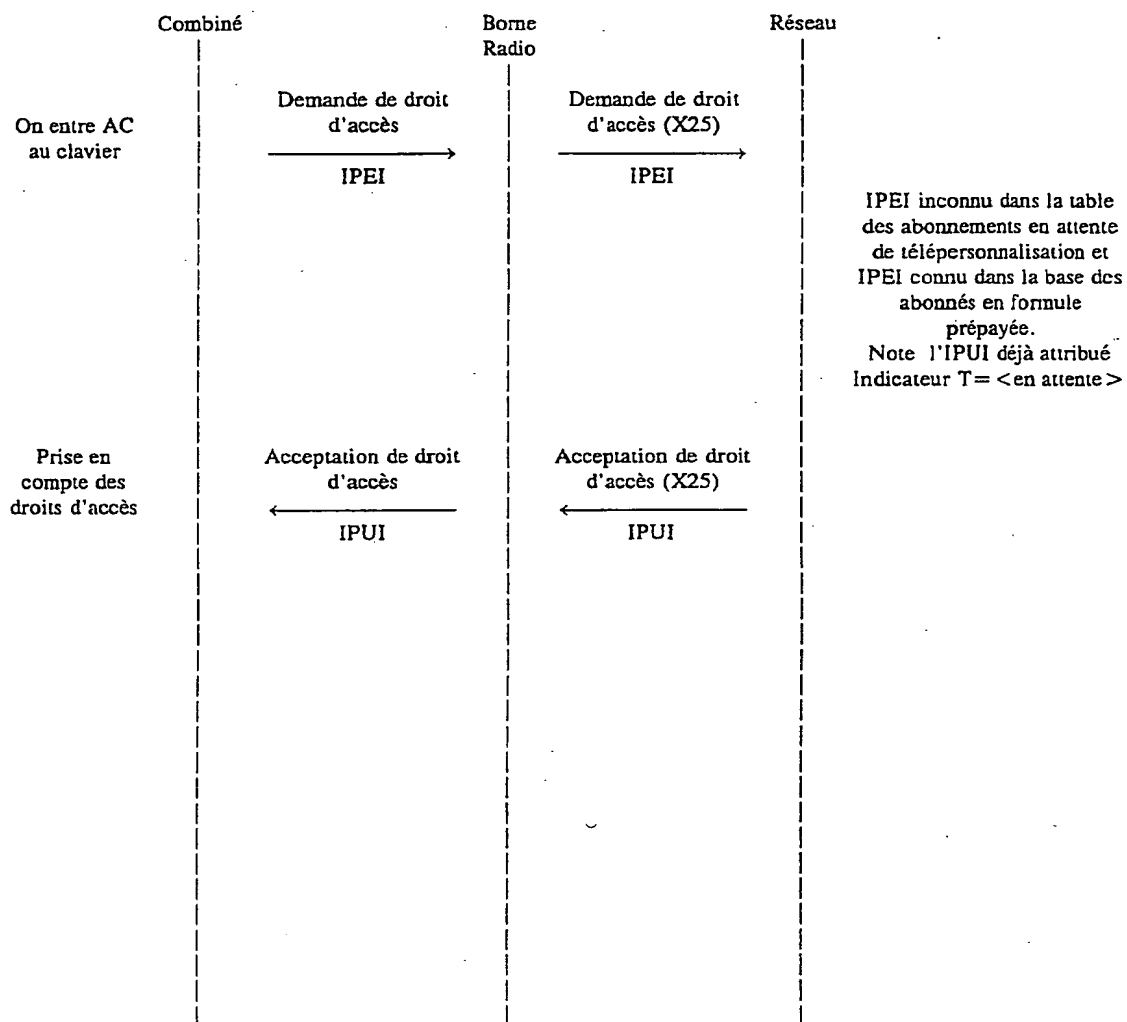 Combiné
Borne
Radio
Réseau
On entre AC
au clavier
Demande de droit
d'accès
IPEI
Demande de droit
d'accès (X25)
IPEI
IPEI inconnu dans la table
des abonnements en attente
de télépersonnalisation et
IPEI connu dans la base des
abonnés en formule
prépayée.
Note l'IPUI déjà attribué
Indicateur T= <en attente>
Prise en
compte des
droits d'accès
Acceptation de droit
d'accès
IPUI
Acceptation de droit
d'accès (X25)
IPUI